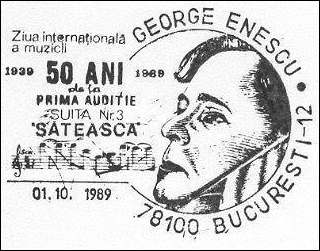 Ziua internațională
a muzicii
1939 50 ANI 1989
de la
PRIMA AUDIȚIE
SUITA Nr.3
"SĂTEASCĂ"
01.10.1989
GEORGE ENESCU •
78100 BUCUREȘTI-12